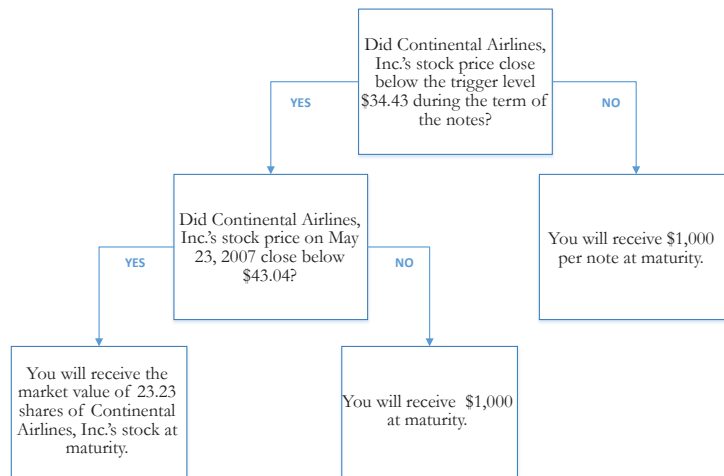 Did Continental Airlines,
Inc.'s stock price close
below the trigger level
$34.43 during the term of
the notes?
YES
NO
Did Continental Airlines,
Inc.'s stock price on May
23, 2007 close below
$43.04?
You will receive $1,000
per note at maturity.
YES
NO
You will receive the
market value of 23.23
shares of Continental
Airlines, Inc.'s stock at
maturity.
You will receive $1,000
at maturity.